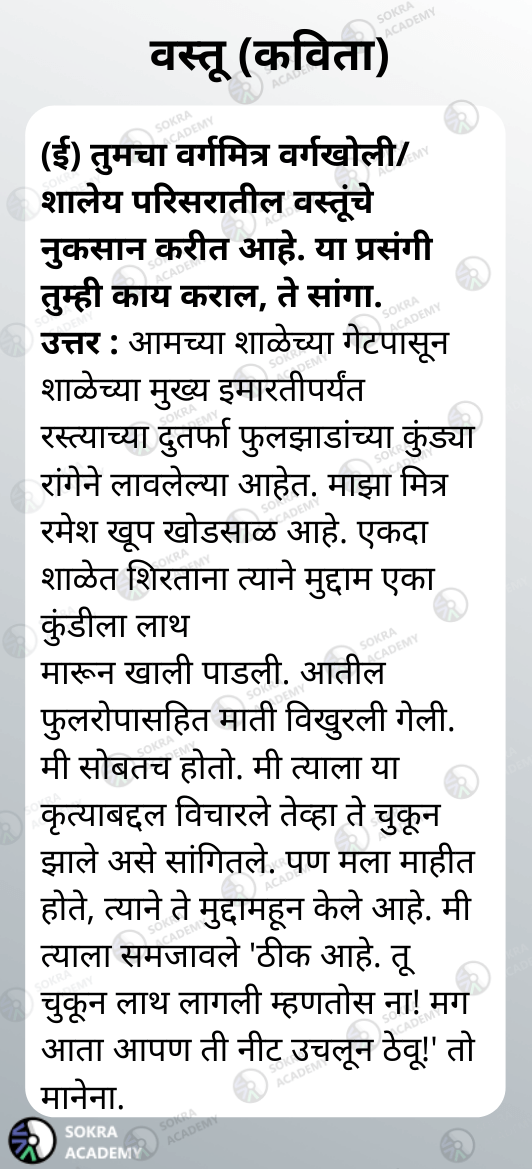 वस्तू (कविता)
(ई) तुमचा वर्गमित्र वर्गखोली/
शालेय परिसरातील वस्तूंचे
नुकसान करीत आहे. या प्रसंगी
तुम्ही काय कराल, ते सांगा.
उत्तर : आमच्या शाळेच्या गेटपासून
शाळेच्या मुख्य इमारतीपर्यंत
रस्त्याच्या दुतर्फा फुलझाडांच्या कुंड्या
रांगेने लावलेल्या आहेत. माझा मित्र
रमेश खूप खोडसाळ आहे. एकदा
शाळेत शिरताना त्याने मुद्दाम एका
कुंडीला लाथ
मारून खाली पाडली. आतील
फुलरोपासहित माती विखुरली गेली.
मी सोबतच होतो. मी त्याला या
कृत्याबद्दल विचारले तेव्हा ते चुकून
झाले असे सांगितले. पण मला माहीत
होते, त्याने ते मुद्दामहून केले आहे. मी
त्याला समजावले 'ठीक आहे. तू
चुकून लाथ लागली म्हणतोस ना! मग
आता आपण ती नीट उचलून ठेवू!' तो
मानेना.
SOKRA
ACADEMY